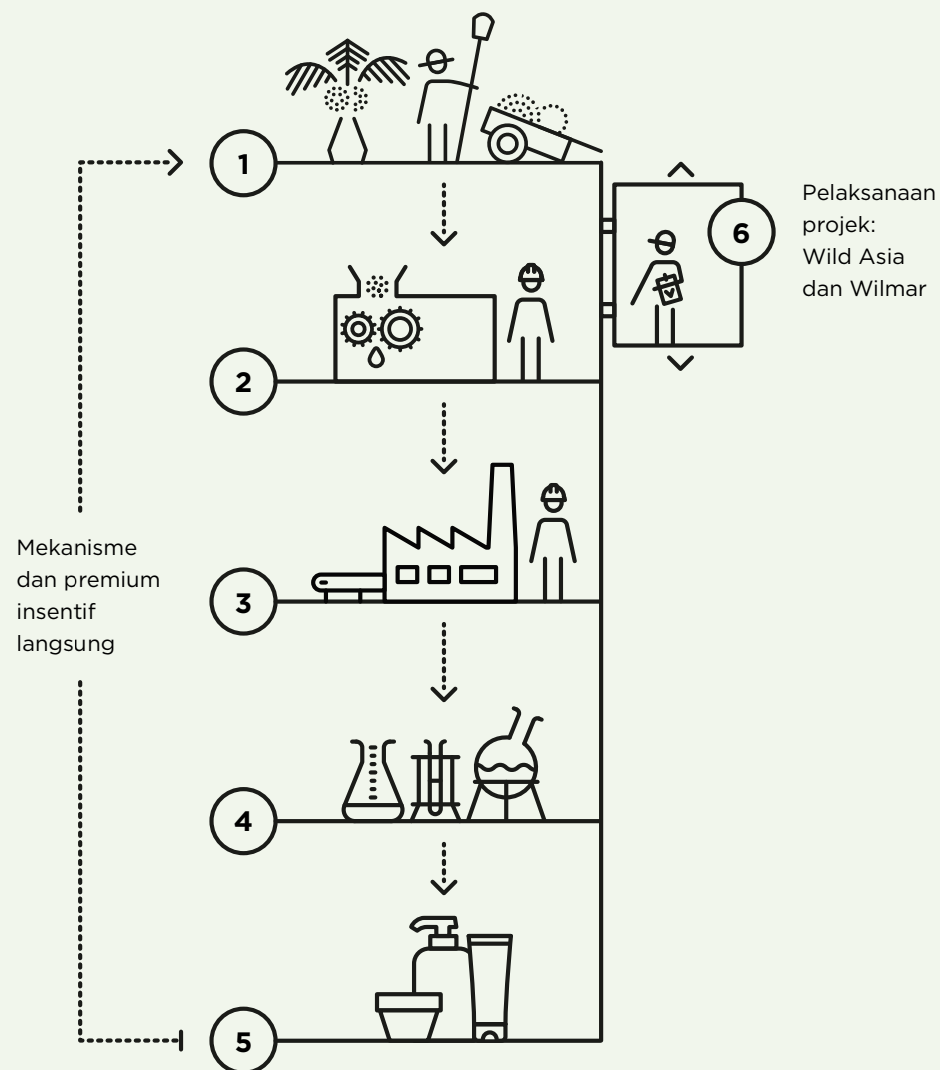 1
6
Pelaksanaan
projek:
Wild Asia
dan Wilmar
2
Mekanisme
dan premium
insentif
langsung
3
4
5